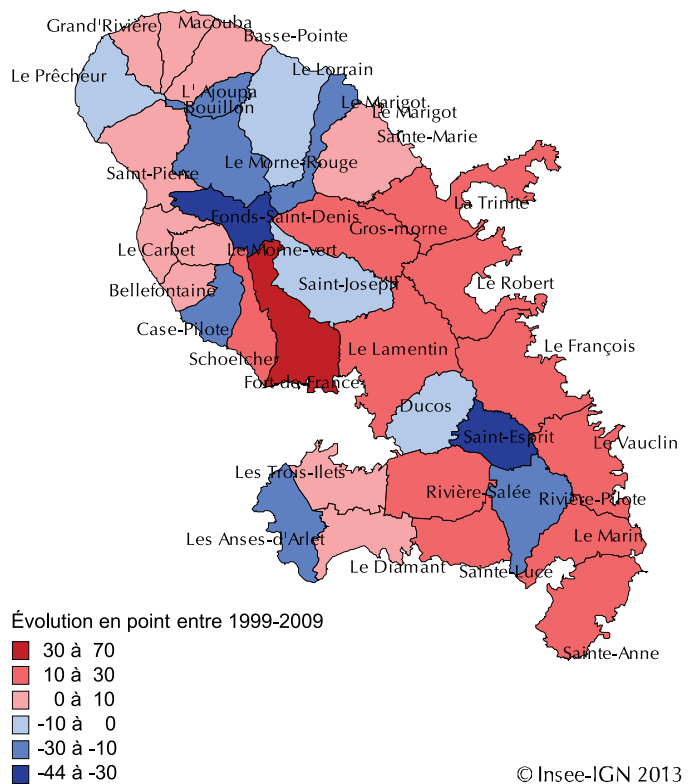 Grand'Rivière
Macouba
Basse-Pointe
Le Prêcheur
Le Lorrain
L' Ajoupa
Bouillon
Le Marigot
Le Marigot
Sainte-Marie
Le Morne-Rouge
Saint-Pierre
La Trinité
Fonds-Saint-Denis
Gros-morne
Le Carbet
Le Morne-vert
Saint-Joseph
Le Robert
Bellefontaine
Case-Pilote
Le François
Schoelcher
Le Lamentin
Fort-de-France
Ducos
Saint-Esprit
Le Vauclin
Les Trois-Ilets
Rivière-Salée
Rivière-Pilote
Les Anses-d'Arlet
Le Marin
Le Diamant
Sainte-Luce
Sainte-Anne
Évolution en point entre 1999-2009
30 à 70
10 à 30
0 à 10
-10 à 0
-30 à -10
-44 à -30
© Insee-IGN 2013